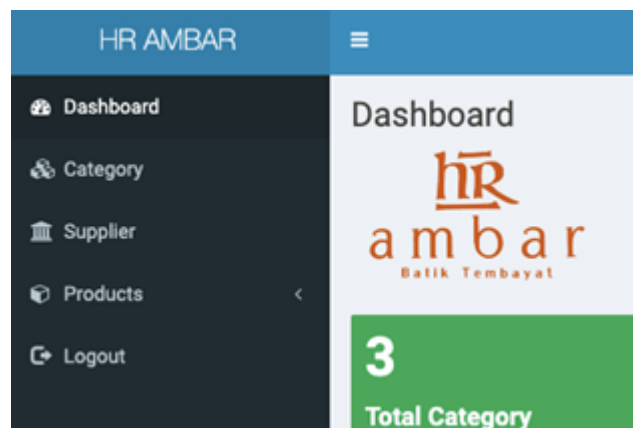 HR AMBAR
Dashboard
Category
Supplier
Products
Logout
Dashboard
hR
ambar
Batik Tembayat
3
Total Category